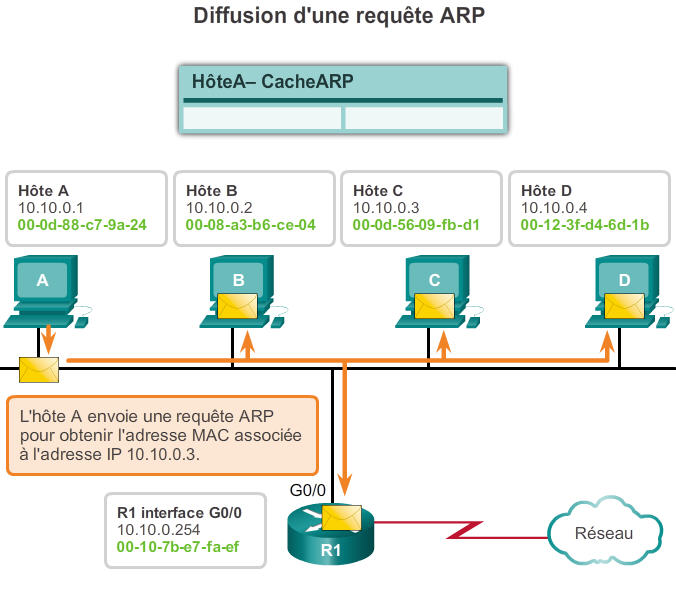 Diffusion d'une requête ARP
HôteA– CacheARP
Hôte A
10.10.0.1
00-0d-88-c7-9a-24
Hôte B
10.10.0.2
00-08-a3-b6-ce-04
Hôte C
10.10.0.3
00-0d-56-09-fb-d1
Hôte D
10.10.0.4
00-12-3f-d4-6d-1b
A
B
C
D
L'hôte A envoie une requête ARP
pour obtenir l'adresse MAC associée
à l'adresse IP 10.10.0.3.
G0/0
R1 interface G0/0
10.10.0.254
00-10-7b-e7-fa-ef
R1
Réseau